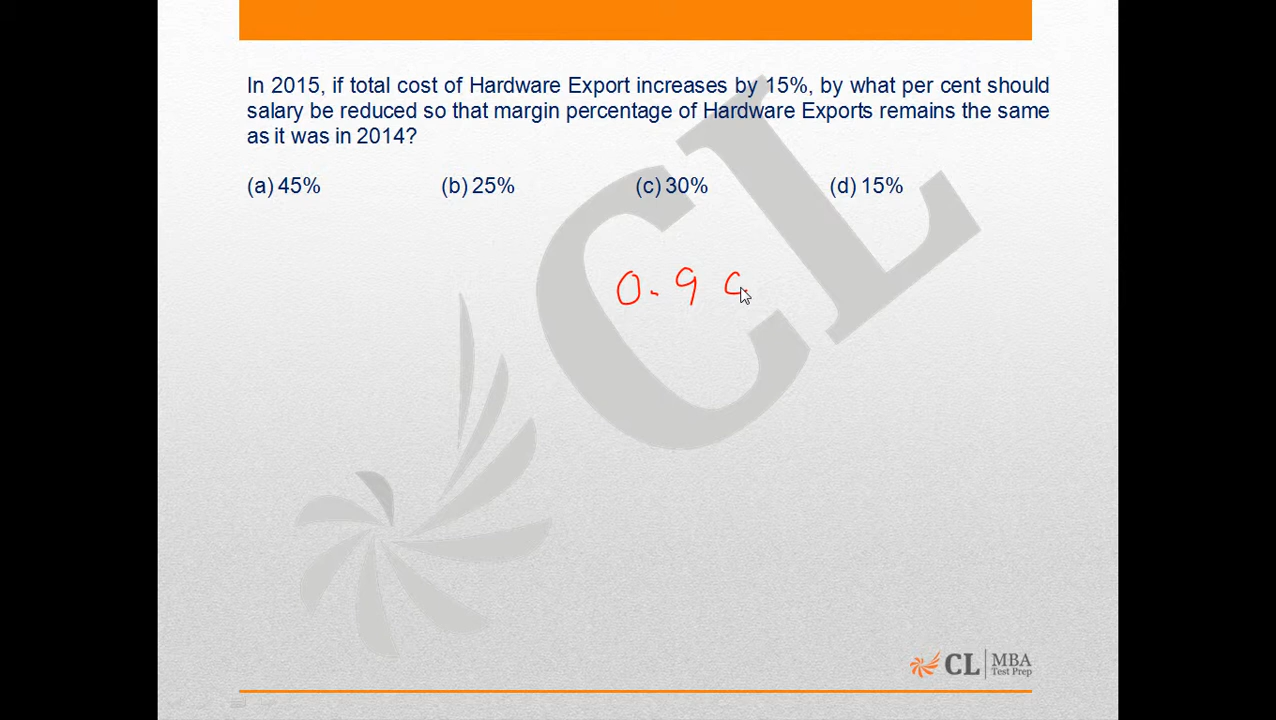 In 2015, if total cost of Hardware Export increases by 15%, by what per cent should
salary be reduced so that margin percentage of Hardware Exports remains the same
as it was in 2014?
(a) 45% (b) 25% (c) 30% (d) 15%
CL
0.9
CL MBA
Test Prep